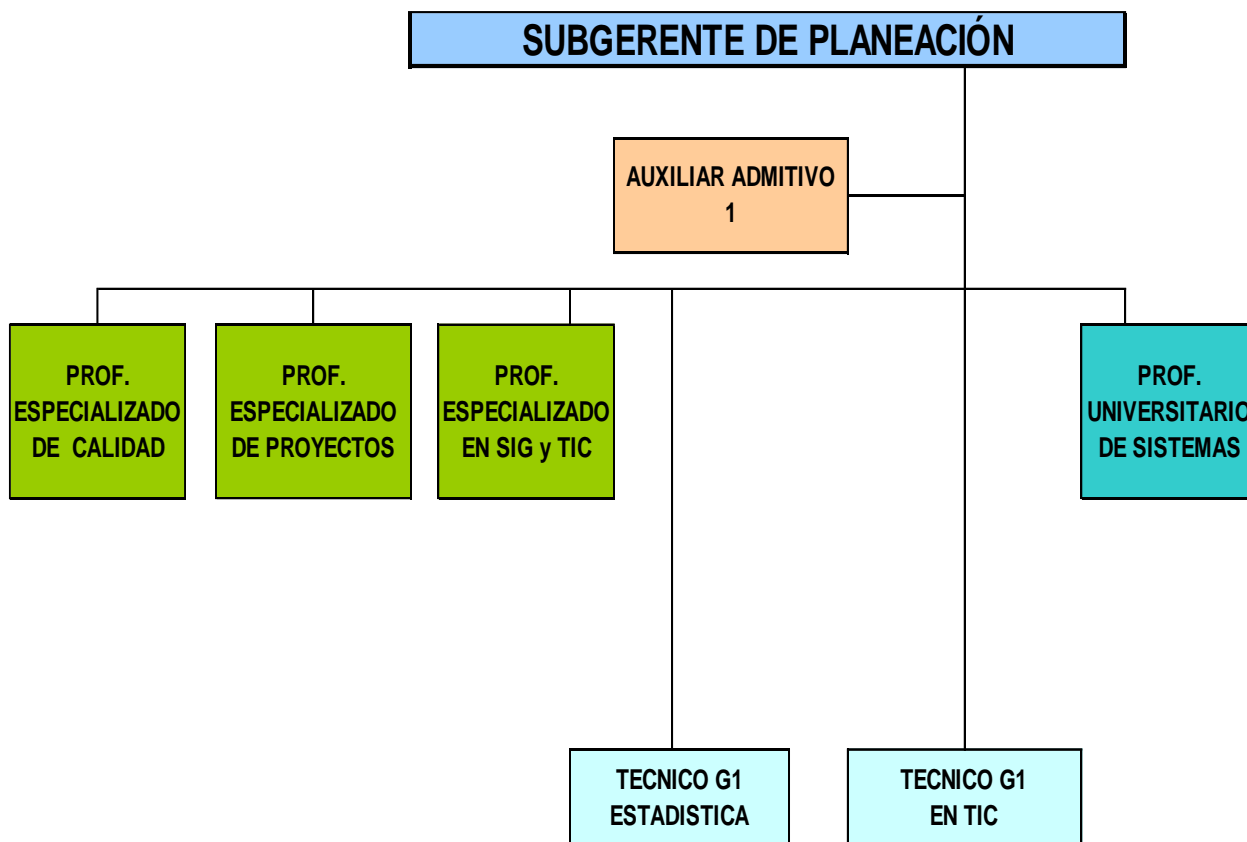 SUBGERENTE DE PLANEACIÓN
AUXILIAR ADMITIVO
1
PROF.
ESPECIALIZADO
DE CALIDAD
PROF.
ESPECIALIZADO
DE PROYECTOS
PROF.
ESPECIALIZADO
EN SIG y TIC
PROF.
UNIVERSITARIO
DE SISTEMAS
TECNICO G1
ESTADISTICA
TECNICO G1
EN TIC